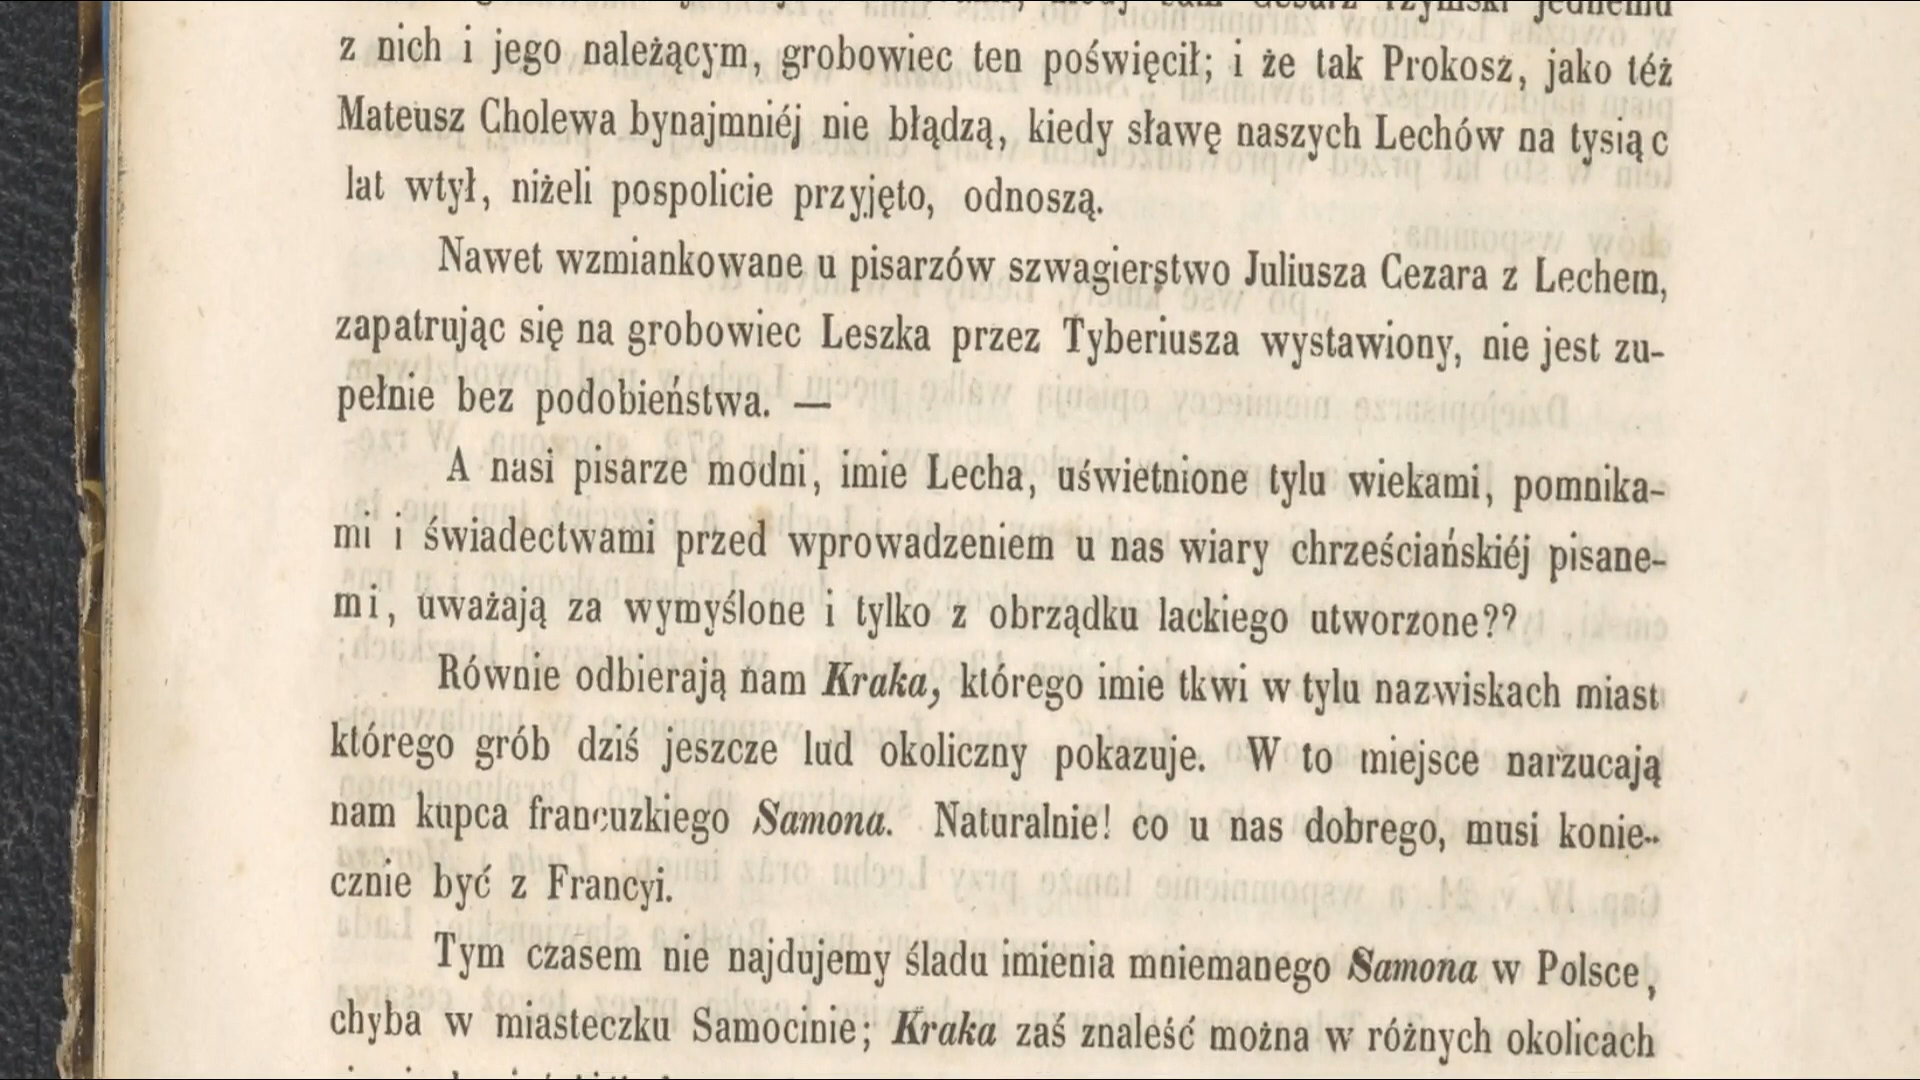 Cesarz rzymski jednemu
z nich i jego należącym, grobowiec ten poświęcił; i że tak Prokosz, jako téż
Mateusz Cholewa bynajmniéj nie błądzą, kiedy sławę naszych Lechów na tysiąc
lat wtył, niżeli pospolicie przyjęto, odnoszą.
Nawet wzmiankowane u pisarzów szwagierstwo Juliusza Cezara z Lechem,
zapatrując się na grobowiec Leszka przez Tyberiusza wystawiony, nie jest zu-
pełnie bez podobieństwa. —
A nasi pisarze modni, imie Lecha, uświetnione tylu wiekami, pomnika-
mi i świadectwami przed wprowadzeniem u nas wiary chrześciańskiéj pisane-
mi, uważają za wymyślone i tylko z obrządku lackiego utworzone??
Równie odbierają nam Kraka, którego imie tkwi w tylu nazwiskach miast
którego grób dziś jeszcze lud okoliczny pokazuje. W to miejsce narzucają
nam kupca francuzkiego Samona. Naturalnie! co u nas dobrego, musi konie-
cznie być z Francyi.
Tym czasem nie najdujemy śladu imienia mniemanego Samona w Polsce,
chyba w miasteczku Samocinie; Kraka zaś znaleść można w różnych okolicach